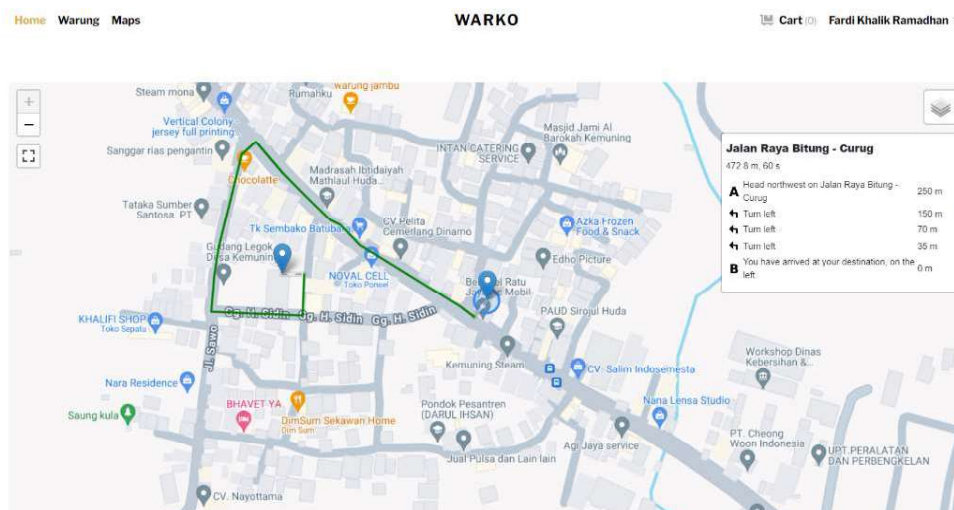 Home Warung Maps
WARKO
Cart (0) Fardi Khalik Ramadhan
Steam mona
Rumahku
warung jambu
Vertical Colony
jersey full printing
Sanggar rias pengantin
Chocolatte
INTAN CATERING
SERVICE
Masjid Jami Al
Barokah Kemuning
Madrasah Ibtidaiyah
Mathlaul Huda...
Tataka Sumber
Santosa. PT
Tk Sembako Batubara
CV Pelita
Cemerlang Dinamo
Azka Frozen
Food & Snack
Gudang Legok
Desa Kemuning
NOVAL CELL
Toko Ponsel
Edho Picture
Ratu
Mobil
KHALIFI SHOP
Toko Sepatu
Gg. H. Sidin Gg. H. Sidin Gg. H. Sidin
PAUD Sirojul Huda
Jl. Sawo
Kemuning Steam
CV. Salim Indosemesta
Workshop Dinas
Kebersihan &...
Nara Residence
BHAVET YA.
DimSum Sekawan Home
Dim Sum
Saung kula
Pondok Pesantren
(DARUL IHSAN)
Nana Lensa Studio
Jual Pulsa dan Lain lain
Agi Jaya service
PT. Cheong
Woon Indonesia
UPT.PERALATAN
DAN PERBENGKELAN
CV. Nayottama
Jalan Raya Bitung - Curug
472.8 m, 60 s
A Head northwest on Jalan Raya Bitung - Curug 250 m
Turn left 150 m
Turn left 70 m
Turn left 35 m
B You have arrived at your destination, on the left 0 m